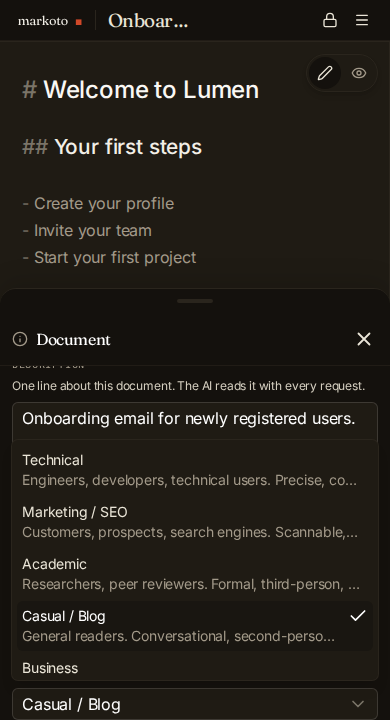 markoto
Onboar...
# Welcome to Lumen
## Your first steps
- Create your profile
- Invite your team
- Start your first project
Document
One line about this document. The AI reads it with every request.
Onboarding email for newly registered users.
Technical
Engineers, developers, technical users. Precise, co...
Marketing / SEO
Customers, prospects, search engines. Scannable,...
Academic
Researchers, peer reviewers. Formal, third-person, ...
Casual / Blog
General readers. Conversational, second-perso...
Business
Casual / Blog